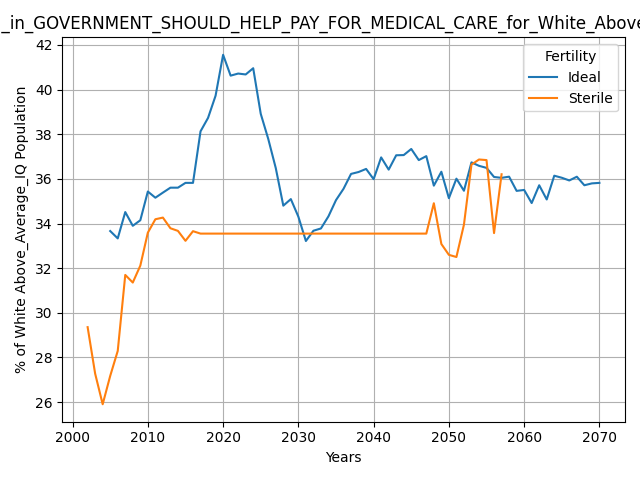 _in_GOVERNMENT_SHOULD_HELP_PAY_FOR_MEDICAL_CARE_for_White_Above
Fertility
Ideal
Sterile
% of White Above_Average_IQ Population
42
40
38
36
34
32
30
28
26
2000 2010 2020 2030 2040 2050 2060 2070
Years